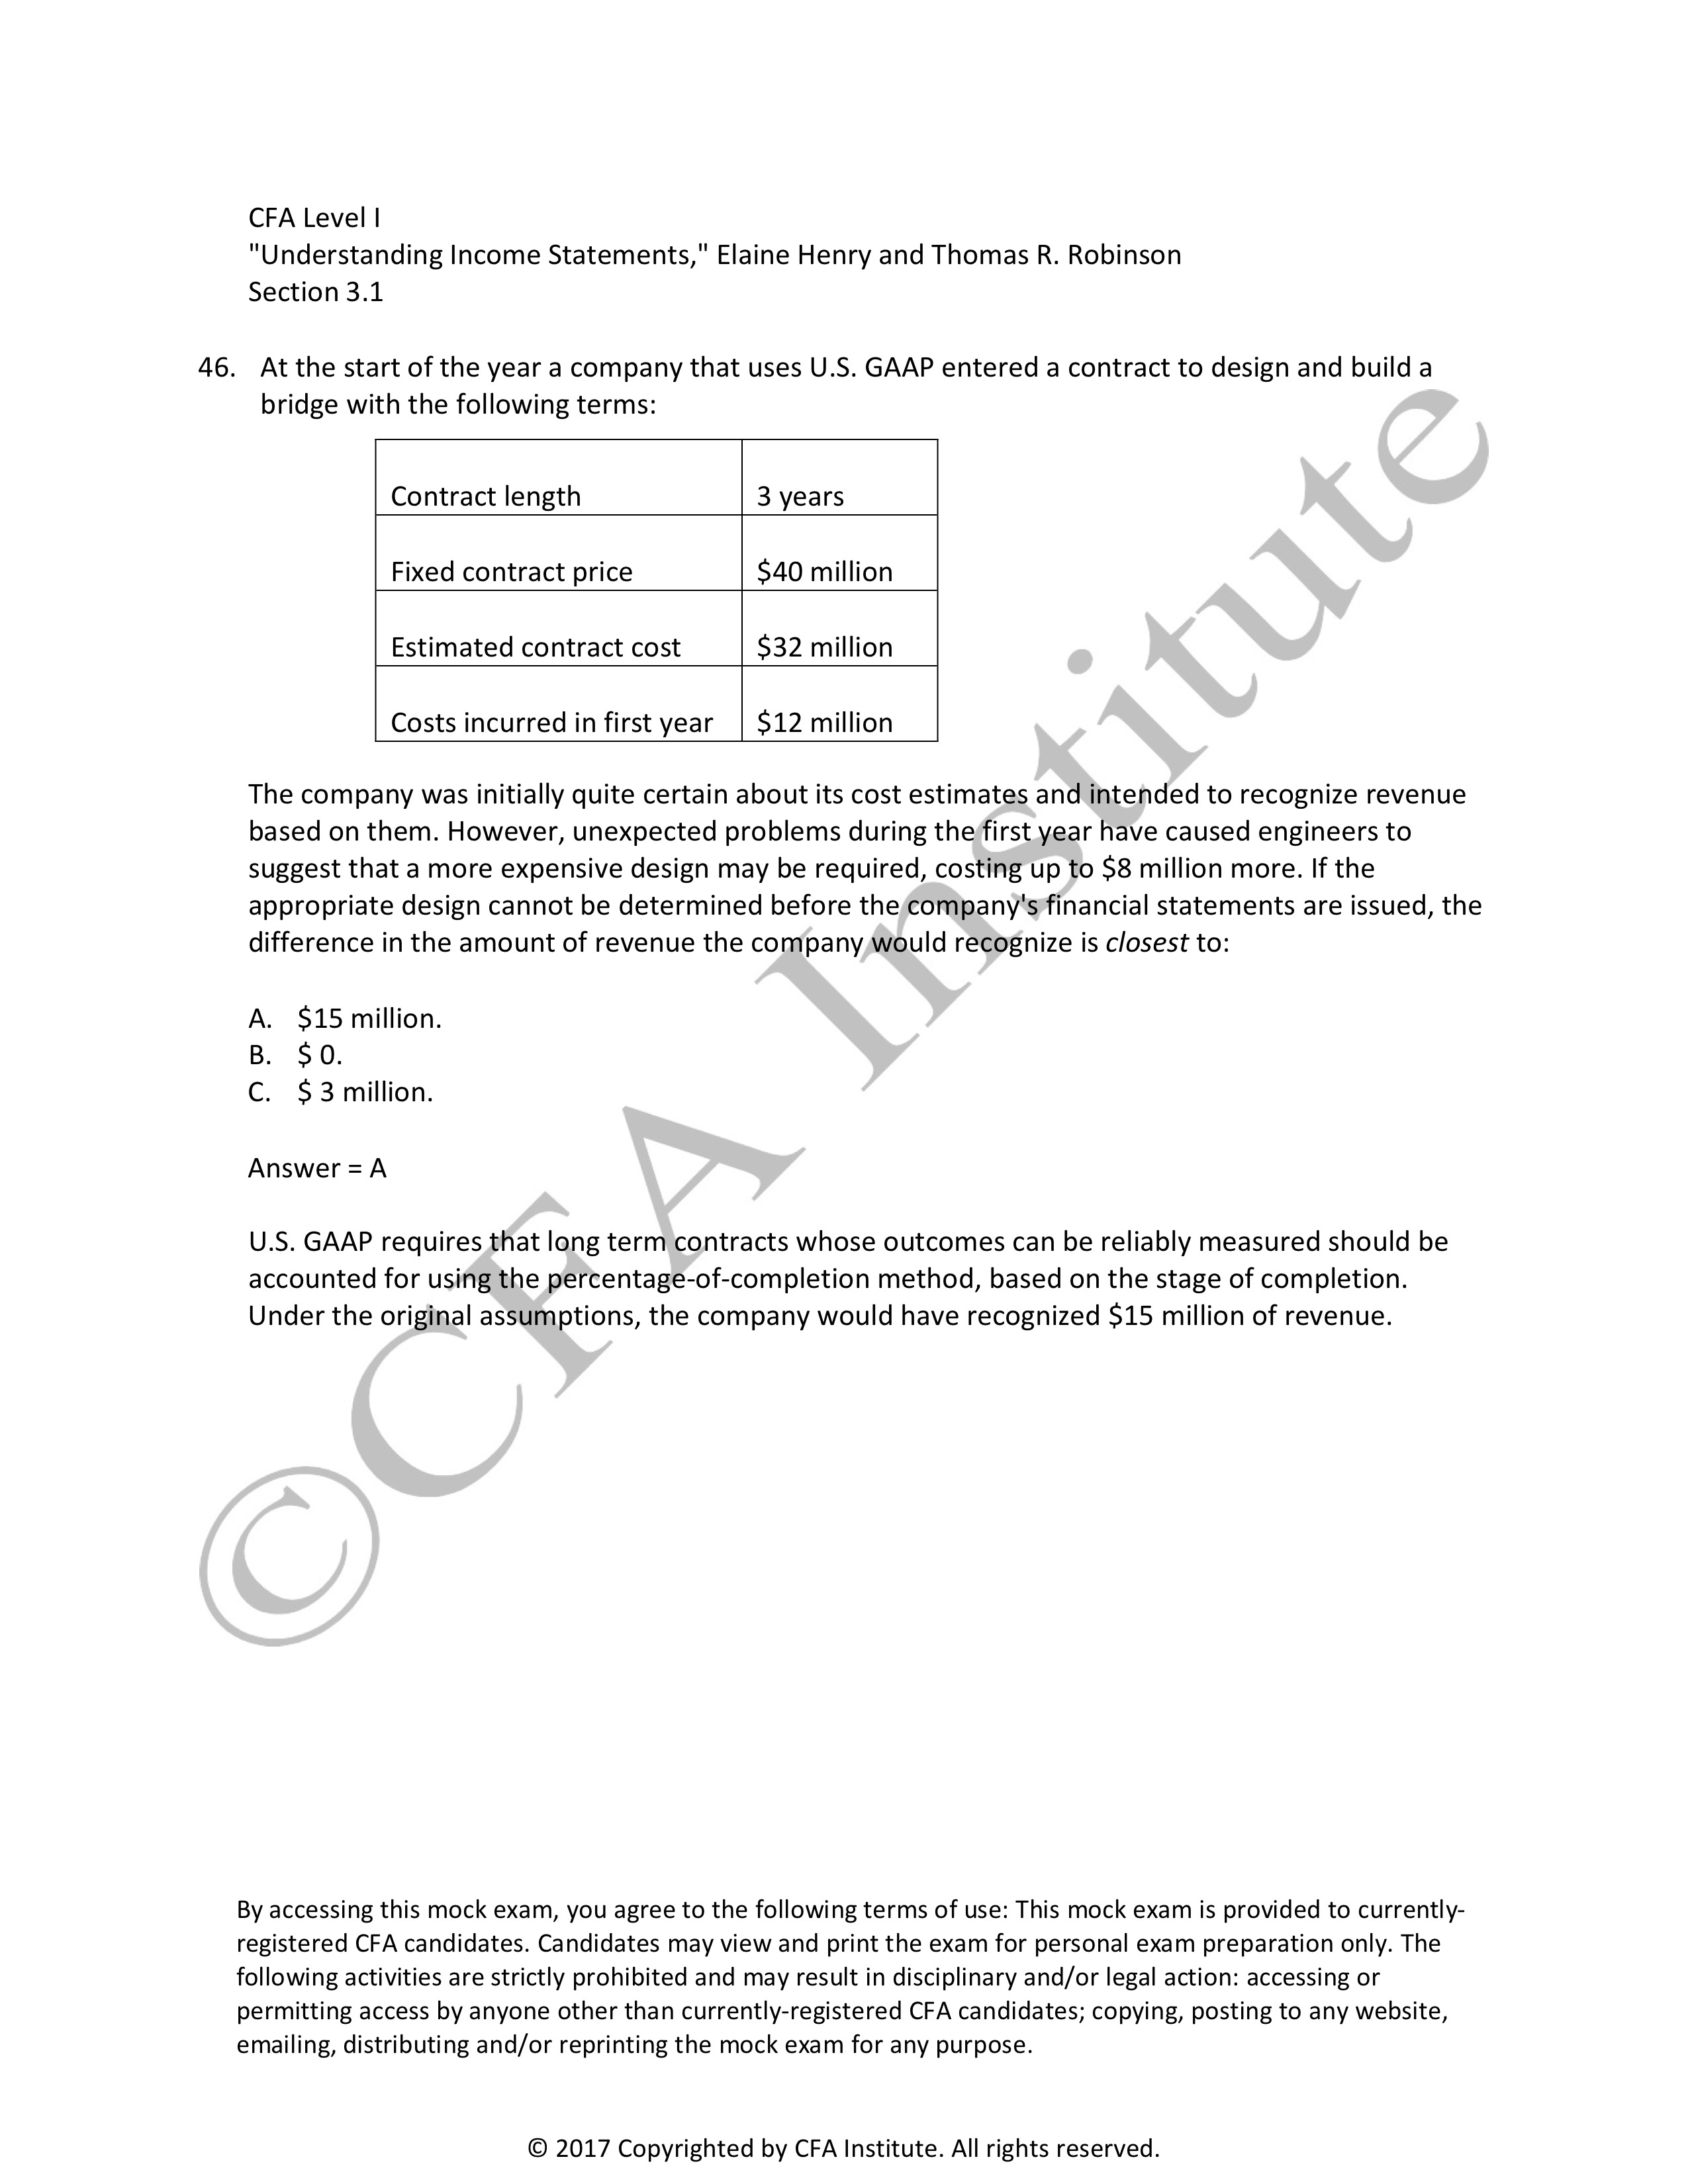 CFA Level I
"Understanding Income Statements," Elaine Henry and Thomas R. Robinson
Section 3.1
46. At the start of the year a company that uses U.S. GAAP entered a contract to design and build a
bridge with the following terms:
Contract length 3 years
Fixed contract price $40 million
Estimated contract cost $32 million
Costs incurred in first year $12 million
The company was initially quite certain about its cost estimates and intended to recognize revenue
based on them. However, unexpected problems during the first year have caused engineers to
suggest that a more expensive design may be required, costing up to $8 million more. If the
appropriate design cannot be determined before the company's financial statements are issued, the
difference in the amount of revenue the company would recognize is closest to:
A. $15 million.
B. $ 0.
C. $ 3 million.
Answer = A
U.S. GAAP requires that long term contracts whose outcomes can be reliably measured should be
accounted for using the percentage-of-completion method, based on the stage of completion.
Under the original assumptions, the company would have recognized $15 million of revenue.
©CFA Institute
By accessing this mock exam, you agree to the following terms of use: This mock exam is provided to currently-
registered CFA candidates. Candidates may view and print the exam for personal exam preparation only. The
following activities are strictly prohibited and may result in disciplinary and/or legal action: accessing or
permitting access by anyone other than currently-registered CFA candidates; copying, posting to any website,
emailing, distributing and/or reprinting the mock exam for any purpose.
© 2017 Copyrighted by CFA Institute. All rights reserved.